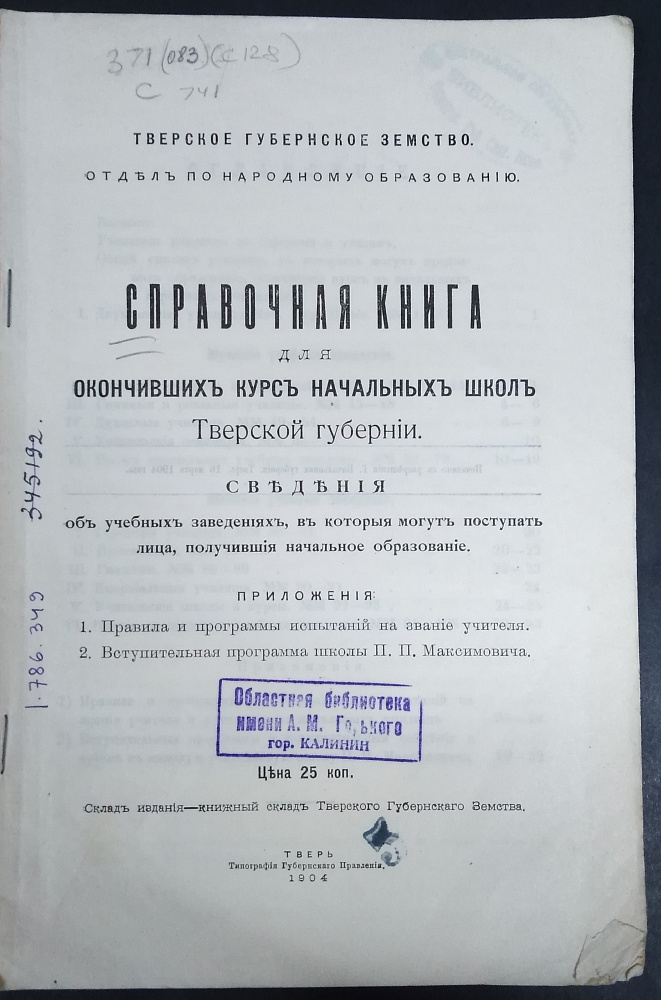 371(083)(С128)
С 741
ТВЕРСКОЕ ГУБЕРНСКОЕ ЗЕМСТВО.
ОТДѢЛЪ ПО НАРОДНОМУ ОБРАЗОВАНІЮ.
СПРАВОЧНАЯ КНИГА
ДЛЯ
ОКОНЧИВШИХЪ КУРСЪ НАЧАЛЬНЫХЪ ШКОЛЪ
Тверской губерніи.
СВѢДѢНІЯ
объ учебныхъ заведеніяхъ, въ которыя могутъ поступать
лица, получившія начальное образованіе.
ПРИЛОЖЕНІЯ:
1. Правила и программы испытаній на званіе учителя.
2. Вступительная программа школы П. П. Максимовича.
Областная библиотека
имени А. М. Горького
гор. КАЛИНИН
Цѣна 25 коп.
Складъ изданія—книжный складъ Тверского Губернскаго Земства.
ТВЕРЬ
Типографія Губернскаго Правленія.
1904
1.786.349 345192.